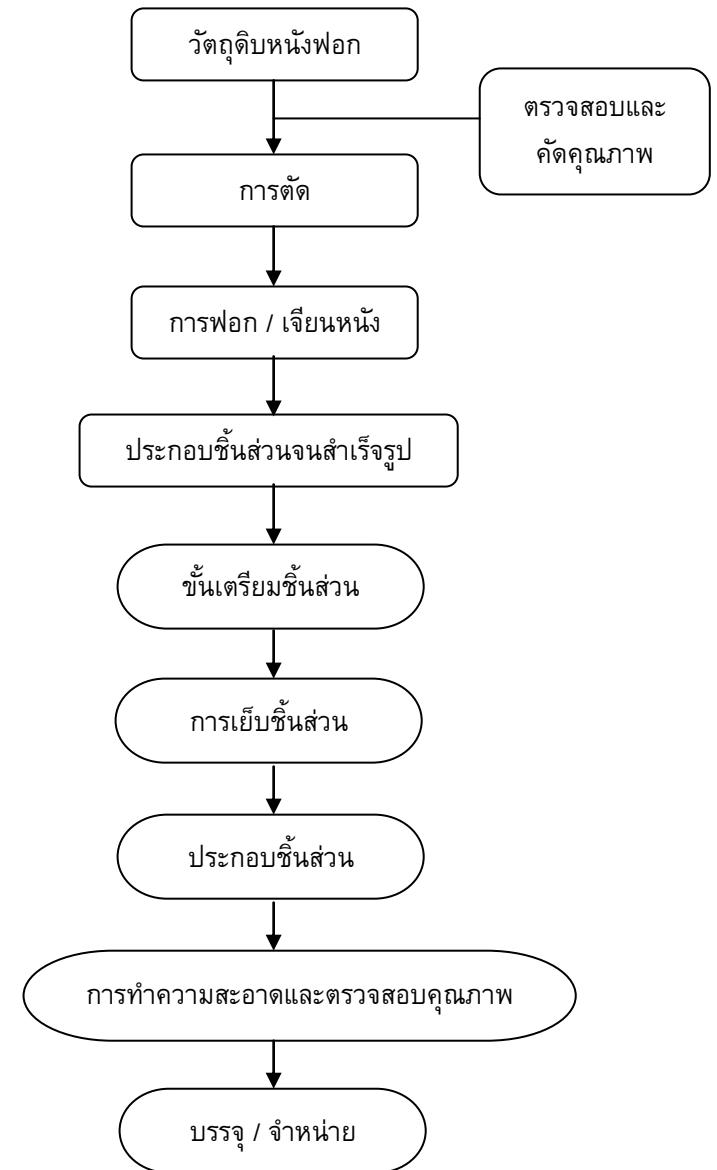 วัตถุดิบหนังฟอก
ตรวจสอบและ
คัดคุณภาพ
การตัด
การฟอก / เจียนหนัง
ประกอบชิ้นส่วนจนสำเร็จรูป
ขั้นเตรียมชิ้นส่วน
การเย็บชิ้นส่วน
ประกอบชิ้นส่วน
การทำความสะอาดและตรวจสอบคุณภาพ
บรรจุ / จำหน่าย